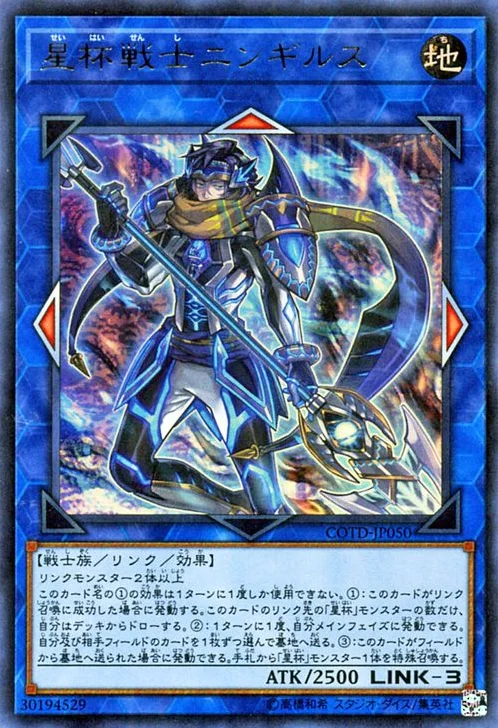 星杯戦士ニンギルス
地
COTD-JP050
【戦士族／リンク／効果】
リンクモンスター2体以上
このカード名の①の効果は1ターンに1度しか使用できない。①：このカードがリンク
召喚に成功した場合に発動する。このカードのリンク先の「星杯」モンスターの数だけ、
自分はデッキからドローする。②：1ターンに1度、自分メインフェイズに発動できる。
自分及び相手フィールドのカードを1枚ずつ選んで墓地へ送る。③：このカードがフィールド
から墓地へ送られた場合に発動できる。手札から「星杯」モンスター1体を特殊召喚する。
ATK/2500 LINK-3
30194529 ©高橋和希 スタジオ・ダイス/集英社